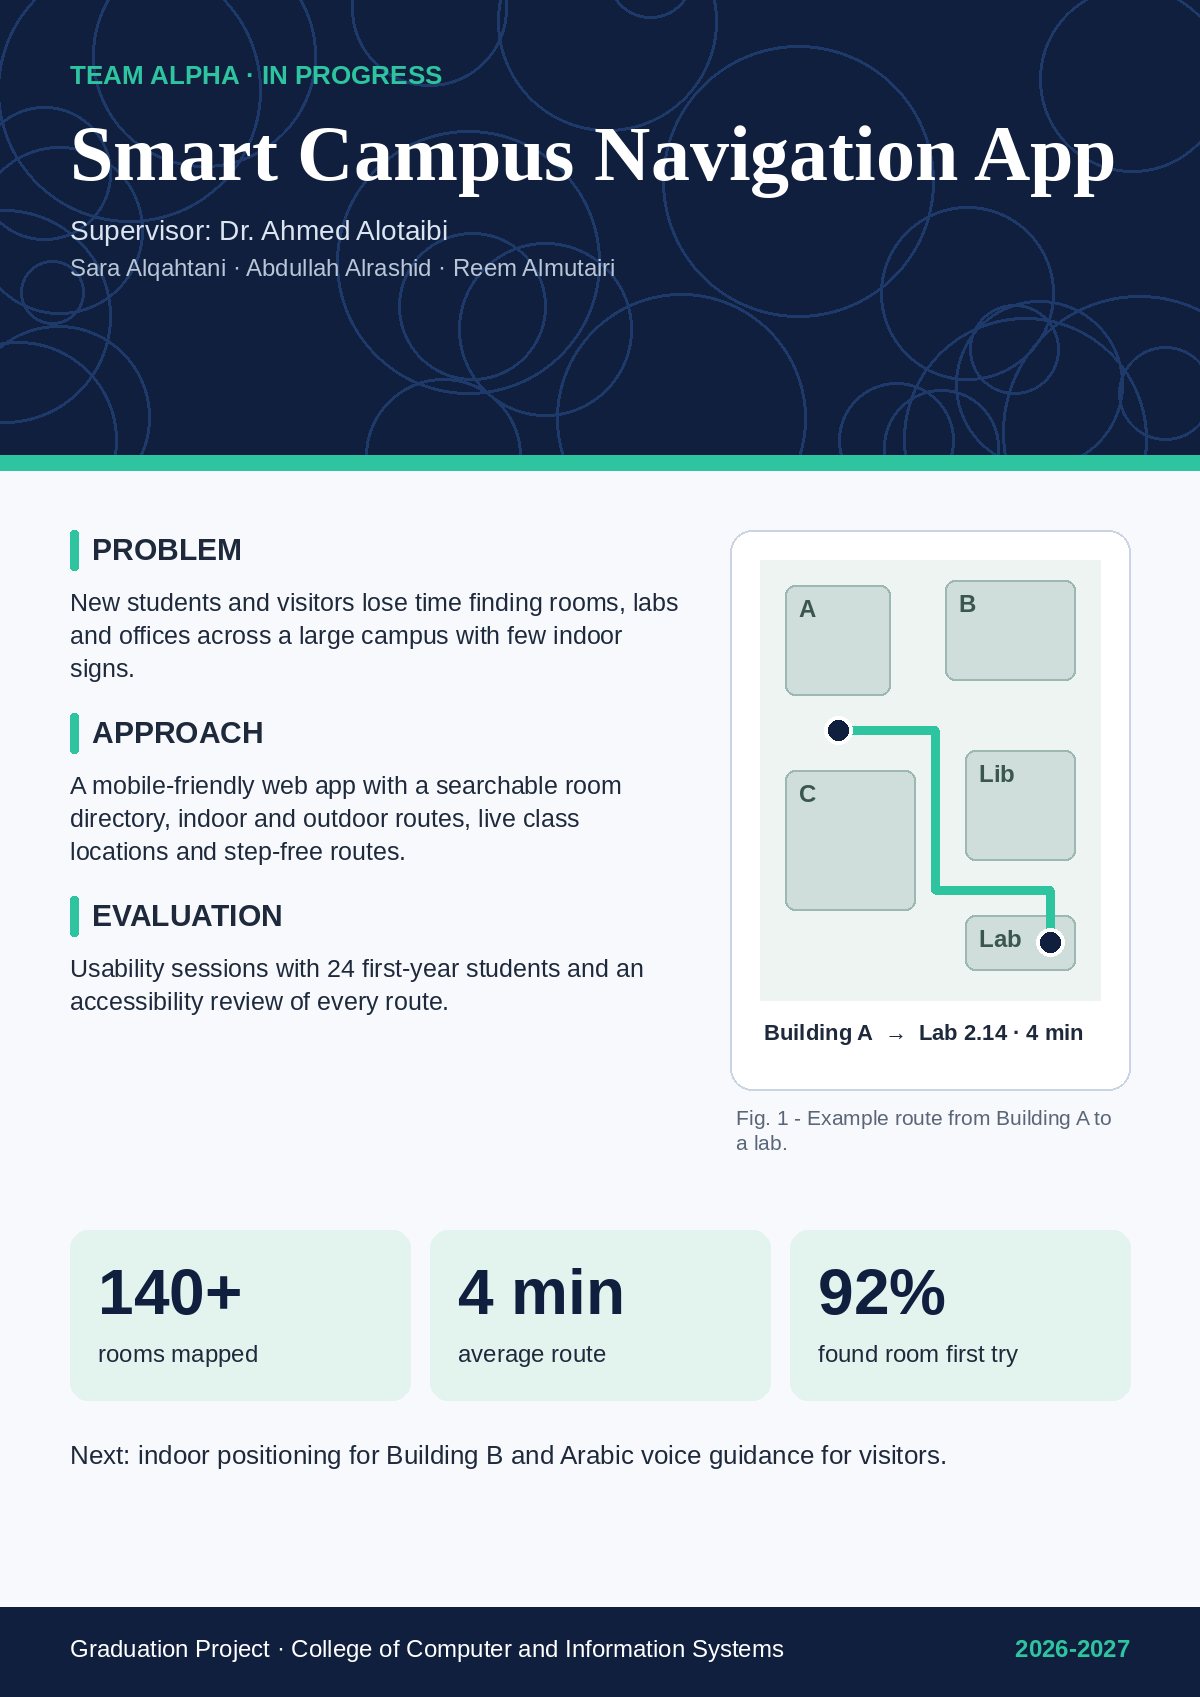 TEAM ALPHA · IN PROGRESS
Smart Campus Navigation App
Supervisor: Dr. Ahmed Alotaibi
Sara Alqahtani · Abdullah Alrashid · Reem Almutairi
PROBLEM
New students and visitors lose time finding rooms, labs
and offices across a large campus with few indoor
signs.
APPROACH
A mobile-friendly web app with a searchable room
directory, indoor and outdoor routes, live class
locations and step-free routes.
EVALUATION
Usability sessions with 24 first-year students and an
accessibility review of every route.
A
B
C
Lib
Lab
Building A → Lab 2.14 · 4 min
Fig. 1 - Example route from Building A to
a lab.
140+
rooms mapped
4 min
average route
92%
found room first try
Next: indoor positioning for Building B and Arabic voice guidance for visitors.
Graduation Project · College of Computer and Information Systems
2026-2027